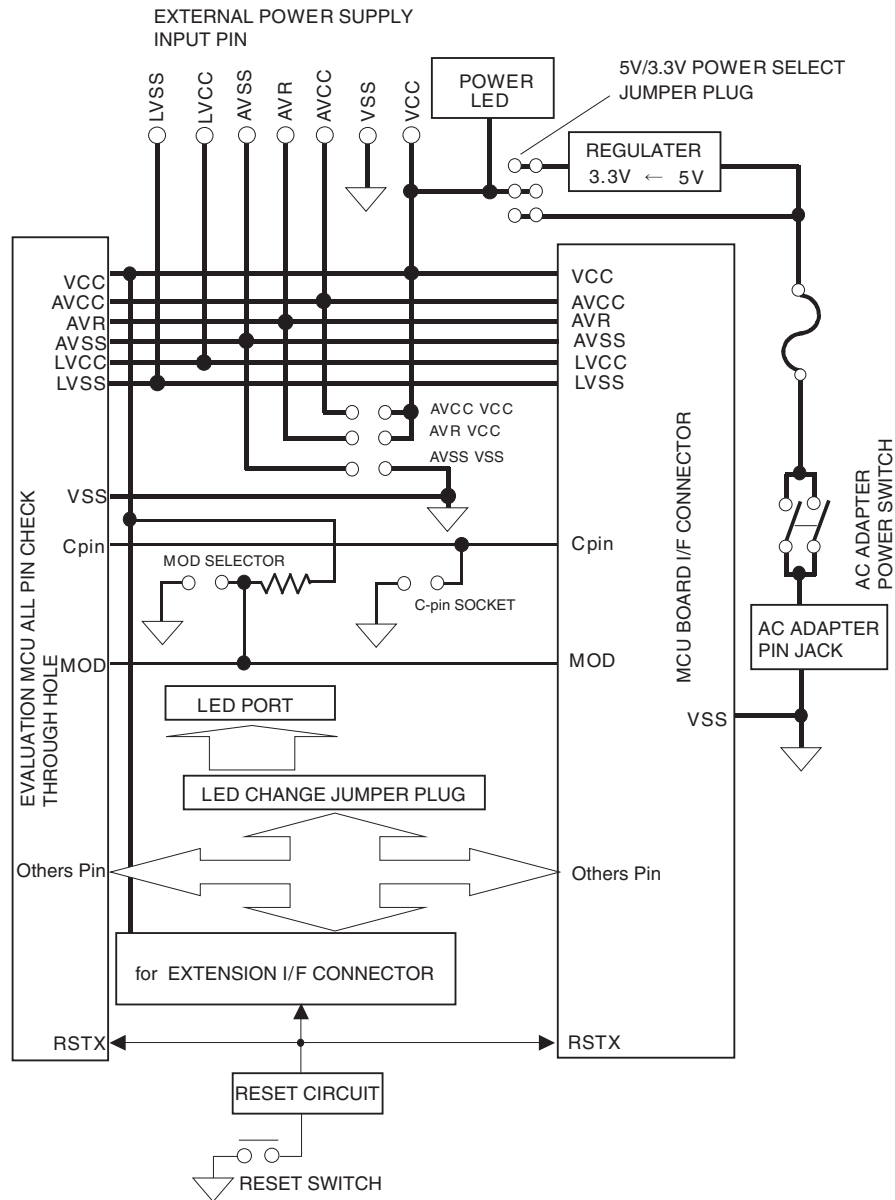 EXTERNAL POWER SUPPLY
INPUT PIN
LVSS
LVCC
AVSS
AVR
AVCC
VSS
VCC
POWER
LED
5V/3.3V POWER SELECT
JUMPER PLUG
REGULATER
3.3V ← 5V
EVALUATION MCU ALL PIN CHECK
THROUGH HOLE
VCC
AVCC
AVR
AVSS
LVCC
LVSS
VSS
Cpin
MOD
Others Pin
RSTX
AVCC VCC
AVR VCC
AVSS VSS
MOD SELECTOR
C-pin SOCKET
LED PORT
LED CHANGE JUMPER PLUG
for EXTENSION I/F CONNECTOR
RESET CIRCUIT
RESET SWITCH
VCC
AVCC
AVR
AVSS
LVCC
LVSS
Cpin
MOD
VSS
Others Pin
RSTX
MCU BOARD I/F CONNECTOR
AC ADAPTER
POWER SWITCH
AC ADAPTER
PIN JACK